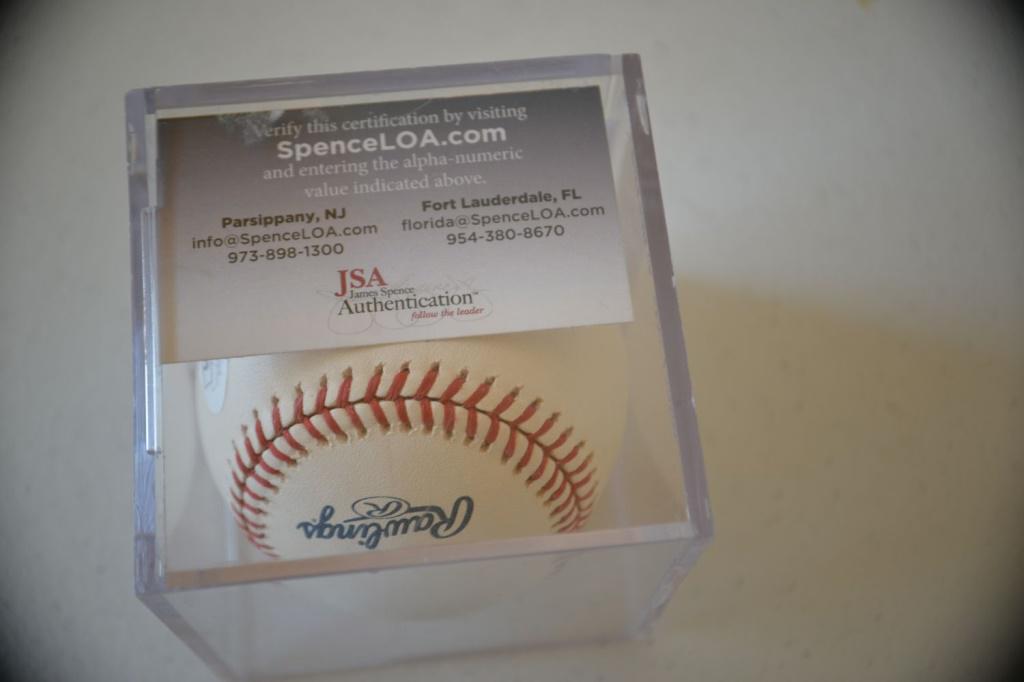 Verify this certification by visiting
SpenceLOA.com
and entering the alpha-numeric
value indicated above.
Parsippany, NJ
info@SpenceLOA.com
973-898-1300
Fort Lauderdale, FL
florida@SpenceLOA.com
954-380-8670
JSA
James Spence
Authentication™
follow the leader
Rawlings
R